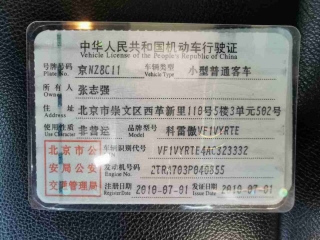 中华人民共和国机动车行驶证
Vehicle License of the People's Republic of China
号牌号码 京NZ8C11 车辆类型 小型普通客车
Plate No. Vehicle Type
所有人 张志强
Owner
住址 北京市崇文区西革新里110号5楼3单元502号
Address
使用性质 非营运 品牌型号 科雷傲VF1VYRTE
北京市公安局公安交通管理局
车辆识别代号 VF1VYRTE4AC323332
发动机号码 2TRA703P040355
Engine No.
注册日期 2010-07-01 发证日期 2010-07-01
Register Date Issue Date